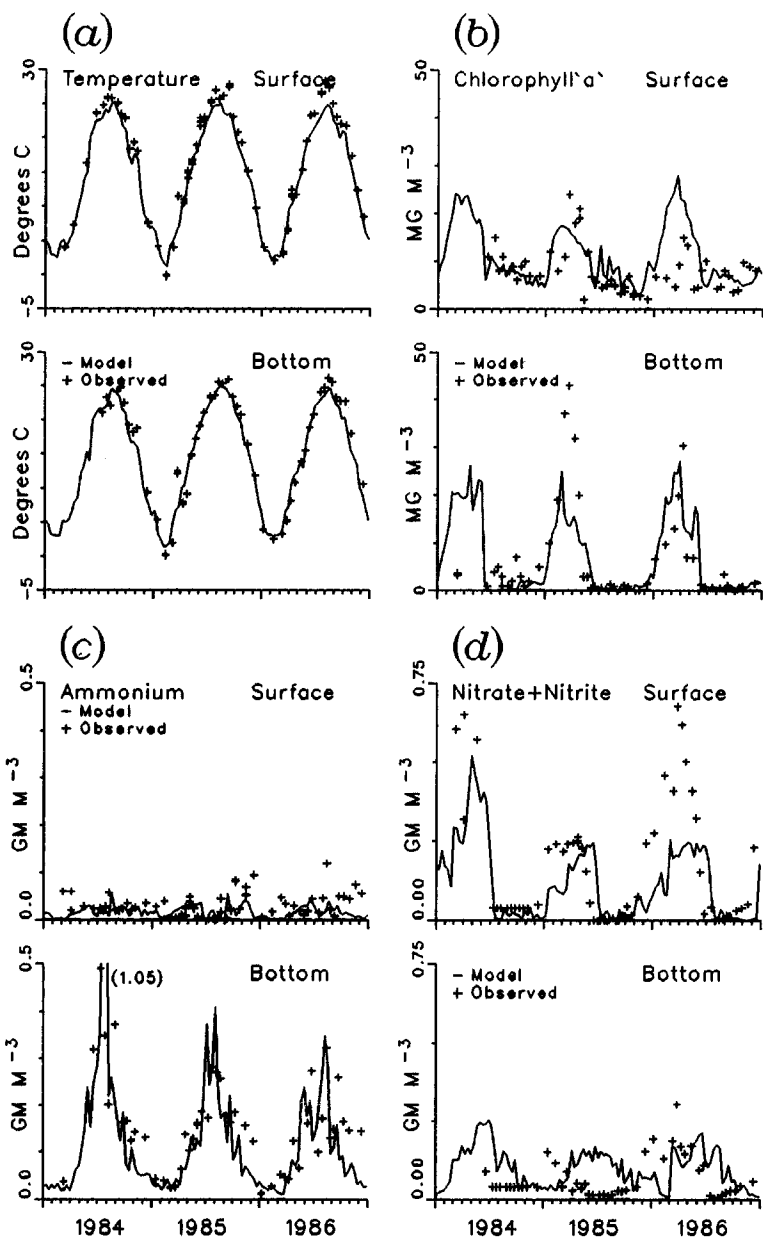 (a)
30
Temperature Surface
Degrees C
-5
30
- Model
+ Observed
Bottom
Degrees C
-5
(b)
50
Chlorophyll`a` Surface
MG M-3
0
50
- Model
+ Observed
Bottom
MG M-3
0
(c)
0.5
Ammonium Surface
- Model
+ Observed
GM M-3
0.0
0.5
(1.05)
Bottom
GM M-3
0.0
1984 1985 1986
(d)
0.75
Nitrate+Nitrite Surface
GM M-3
0.00
0.75
- Model
+ Observed
Bottom
GM M-3
0.00
1984 1985 1986